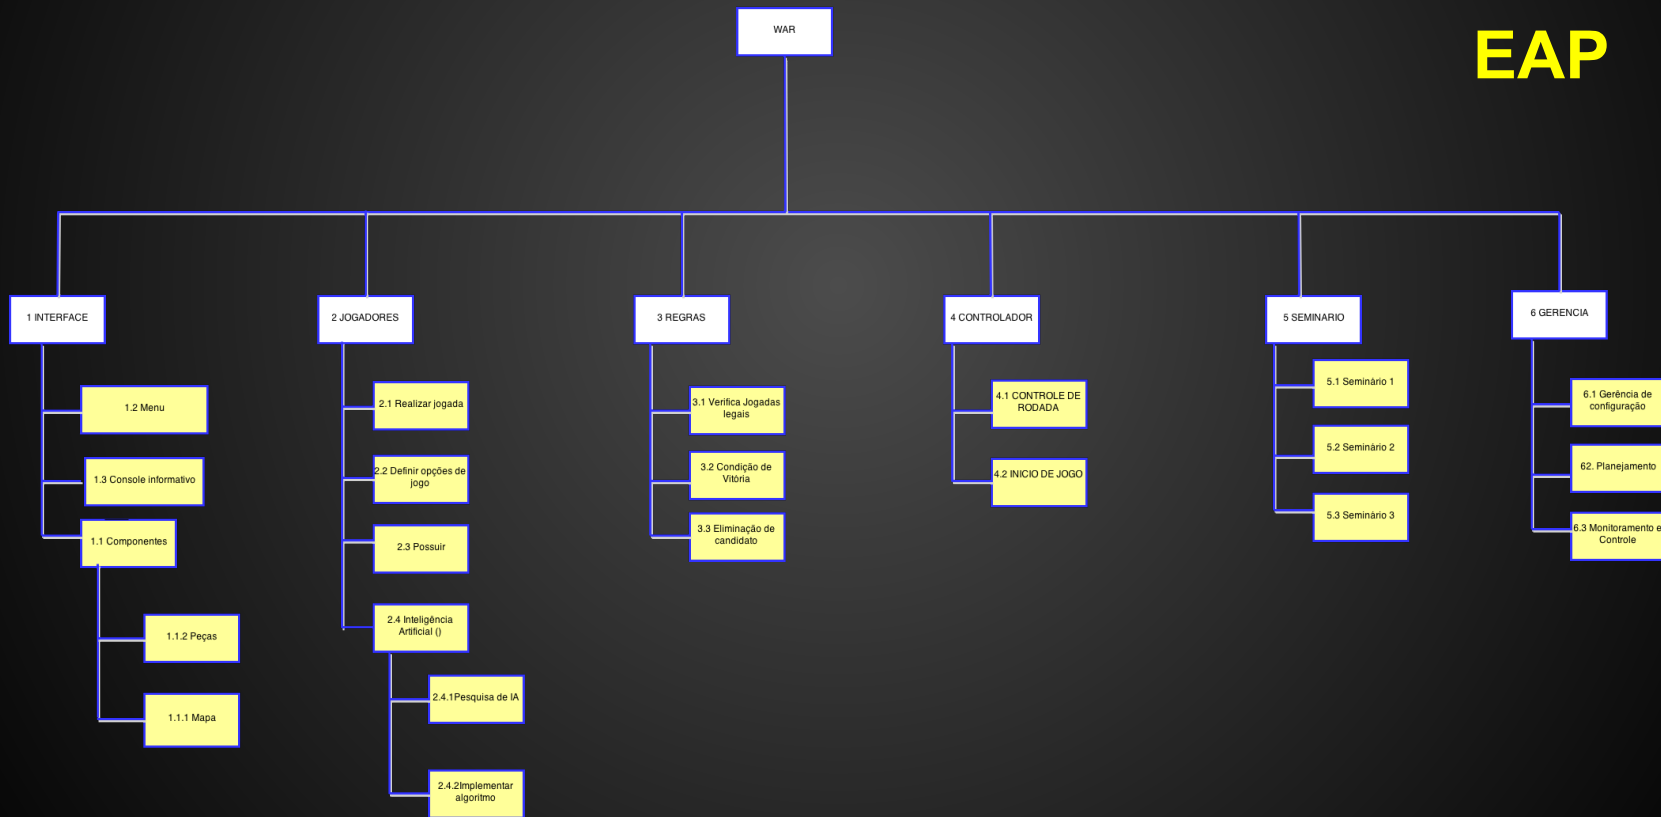 WAR
EAP
1 INTERFACE
1.2 Menu
1.3 Console informativo
1.1 Componentes
1.1.2 Peças
1.1.1 Mapa
2 JOGADORES
2.1 Realizar jogada
2.2 Definir opções de
jogo
2.3 Possuir
2.4 Inteligência
Artificial ()
2.4.1Pesquisa de IA
2.4.2Implementar
algoritmo
3 REGRAS
3.1 Verifica Jogadas
legais
3.2 Condição de
Vitória
3.3 Eliminação de
candidato
4 CONTROLADOR
4.1 CONTROLE DE
RODADA
4.2 INICIO DE JOGO
5 SEMINARIO
5.1 Seminário 1
5.2 Seminário 2
5.3 Seminário 3
6 GERENCIA
6.1 Gerência de
configuração
62. Planejamento
6.3 Monitoramento e
Controle